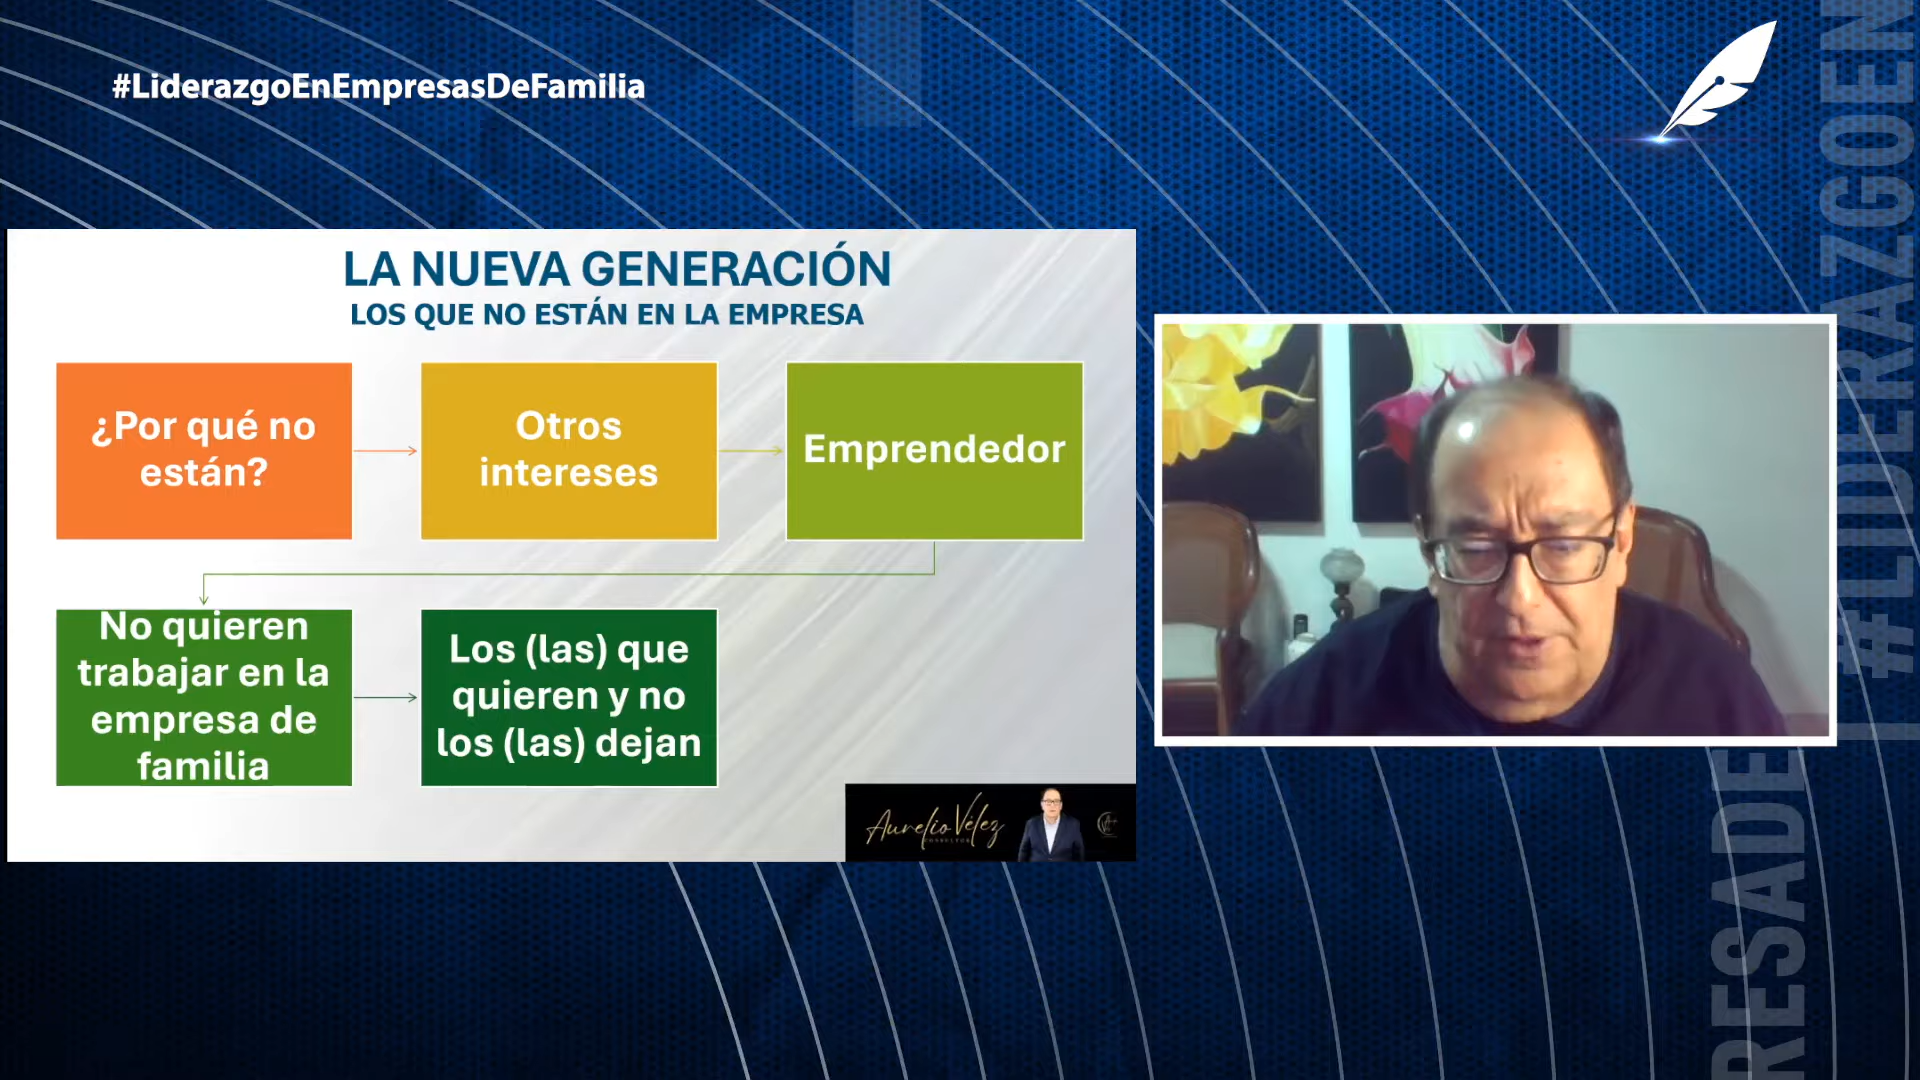 #LiderazgoEnEmpresasDeFamilia
LA NUEVA GENERACIÓN
LOS QUE NO ESTÁN EN LA EMPRESA
¿Por qué no
están?
Otros
intereses
Emprendedor
No quieren
trabajar en la
empresa de
familia
Los (las) que
quieren y no
los (las) dejan
Aurelio Vélez
CONSULTOR
#LIDERAZGOEN
RESADE